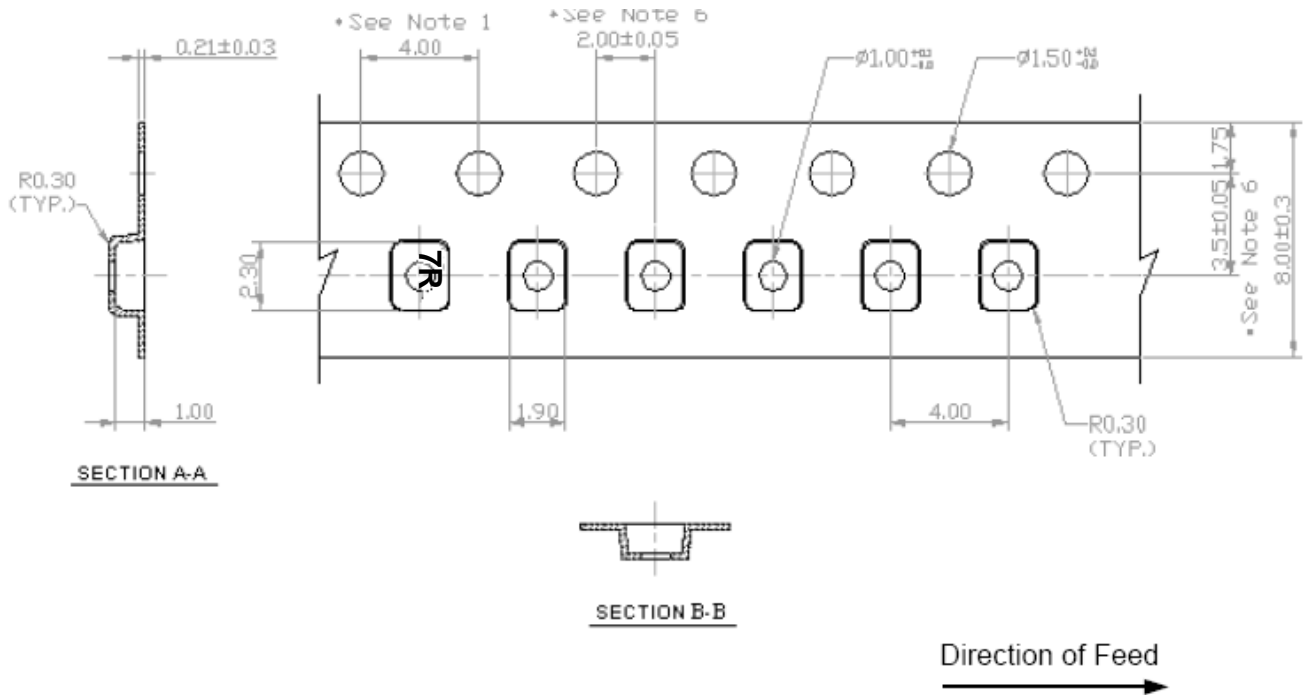 *See Note 1
4.00
*See Note 6
2.00±0.05
0.21±0.03
R0.30
(TYP.)
1.00
SECTION A-A
2.30
7R
1.90
ø1.00
ø1.50
1.75
3.5±0.05
*See Note 6
8.00±0.3
4.00
R0.30
(TYP.)
SECTION B-B
Direction of Feed